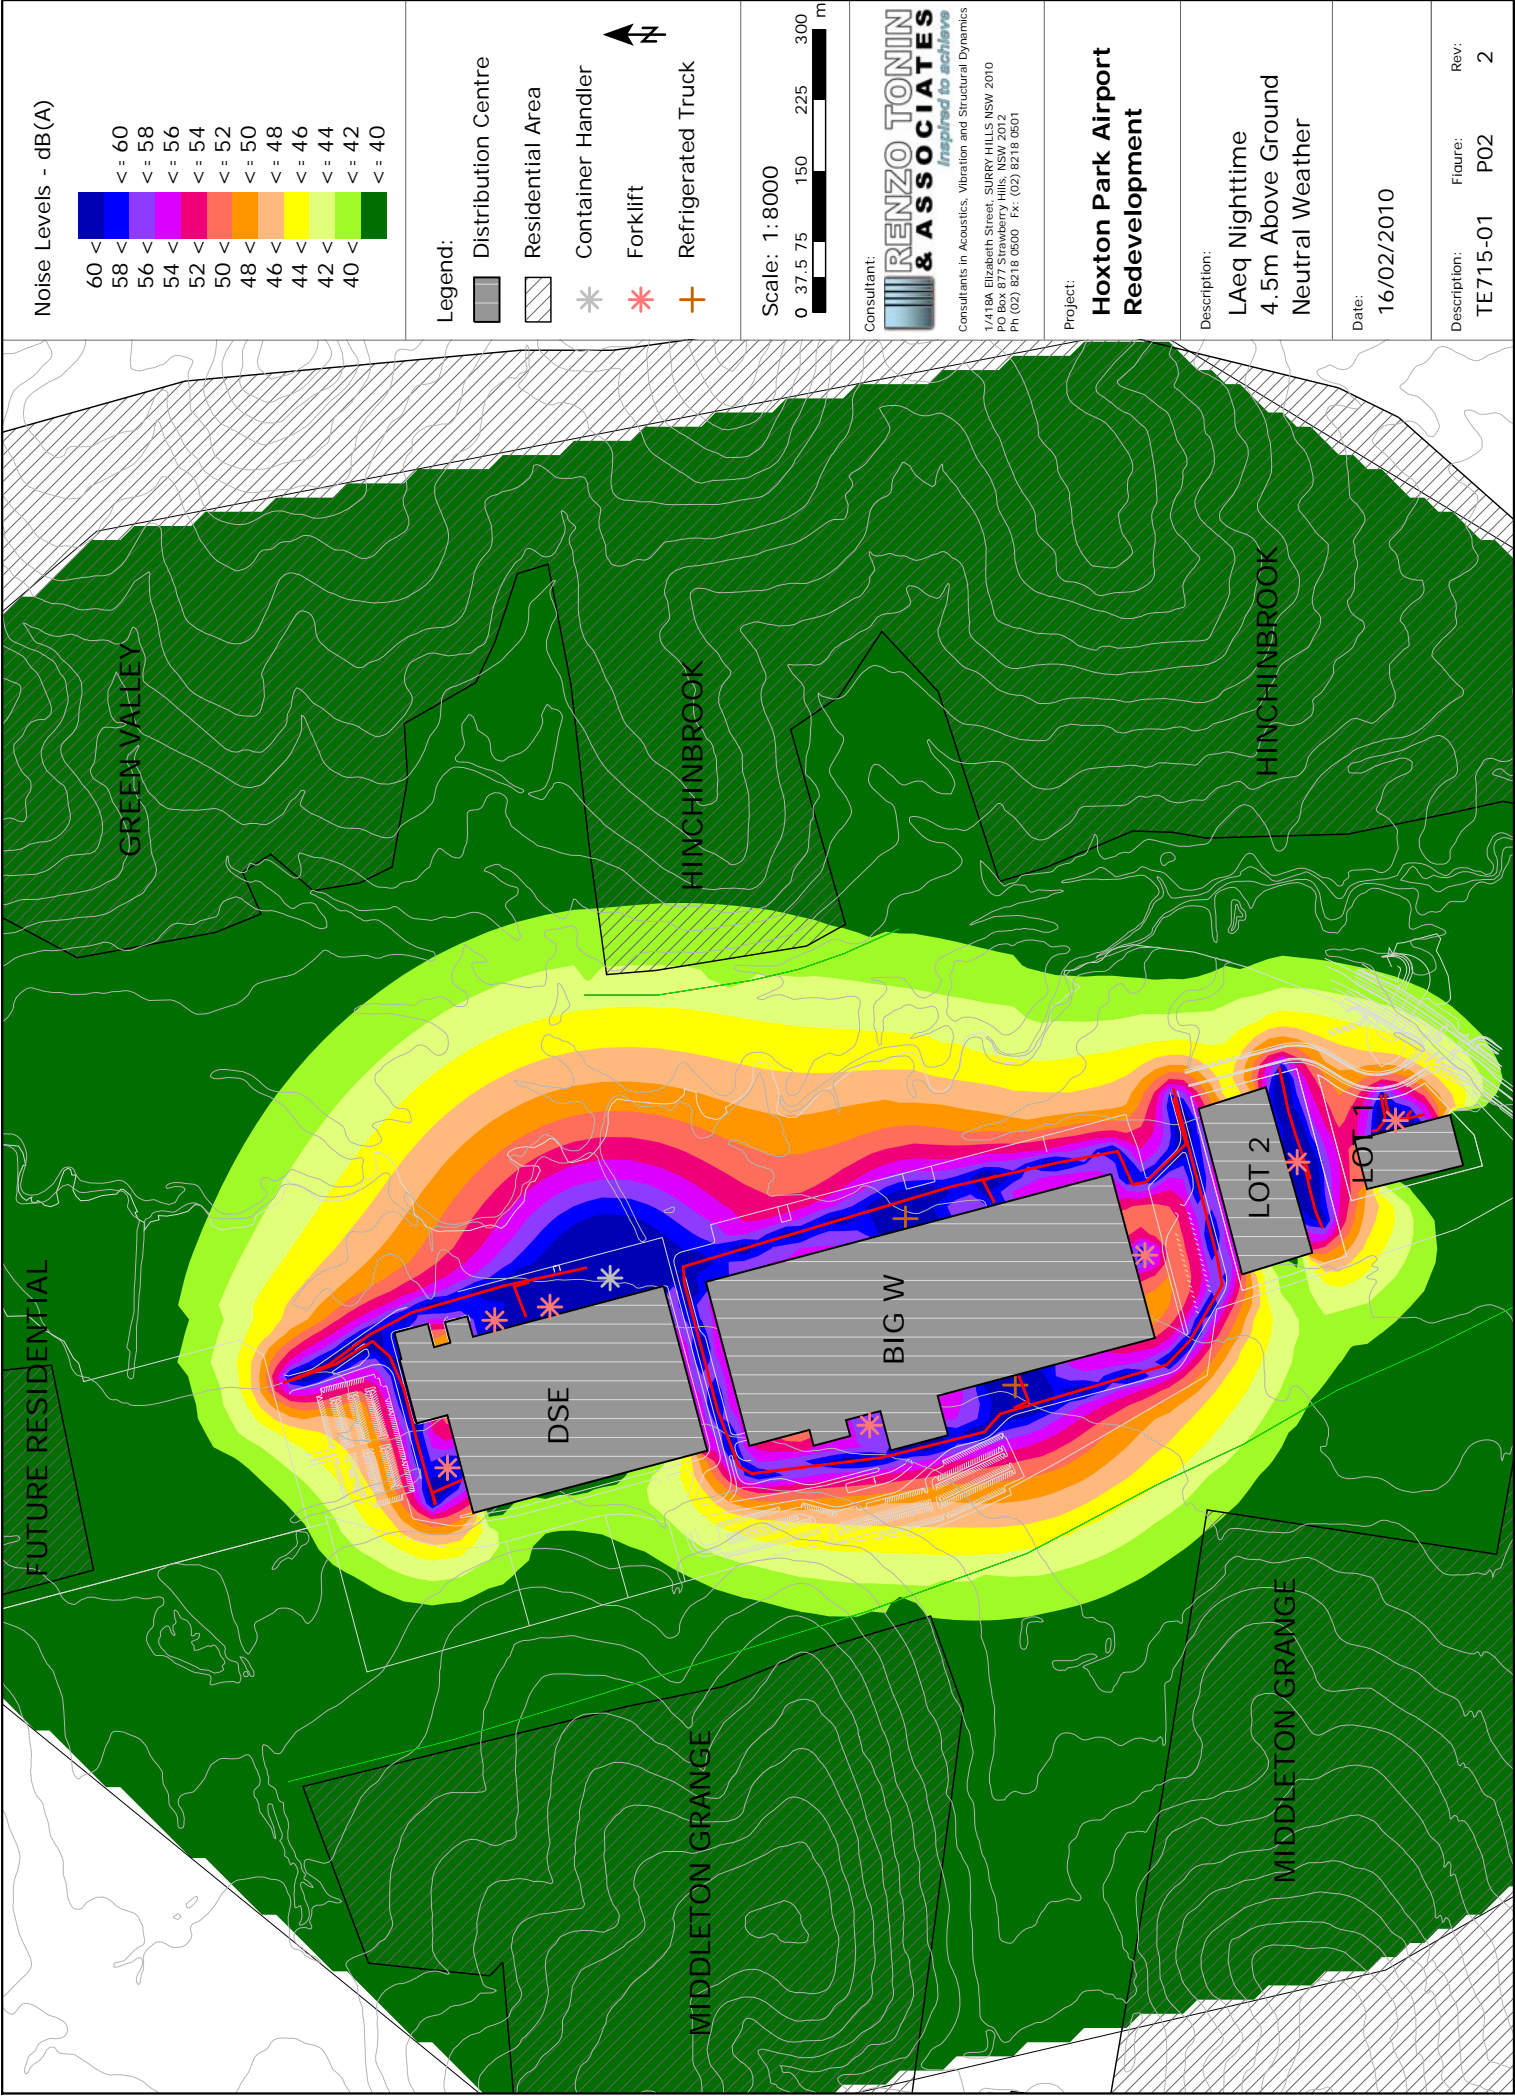 Noise Levels - dB(A)
60 <
58 < <= 60
56 < <= 58
54 < <= 56
52 < <= 54
50 < <= 52
48 < <= 50
46 < <= 48
44 < <= 46
42 < <= 44
40 < <= 42
<= 40
Legend:
Distribution Centre
Residential Area
Container Handler
Forklift
Refrigerated Truck
N
Scale: 1:8000
0 37.5 75 150 225 300
m
Consultant:
RENZO TONIN
& ASSOCIATES
inspired to achieve
Consultants in Acoustics, Vibration and Structural Dynamics
1/418A Elizabeth Street, SURRY HILLS NSW 2010
PO Box 877 Strawberry Hills, NSW 2012
Ph (02) 8218 0500 Fx: (02) 8218 0501
Project:
Hoxton Park Airport
Redevelopment
Description:
LAeq Nighttime
4.5m Above Ground
Neutral Weather
Date:
16/02/2010
Description: Figure: Rev:
TE715-01 P02 2
FUTURE RESIDENTIAL
GREEN VALLEY
DSE
MIDDLETON GRANGE
HINCHINBROOK
BIG W
LOT 2
MIDDLETON GRANGE
HINCHINBROOK
LOT 1